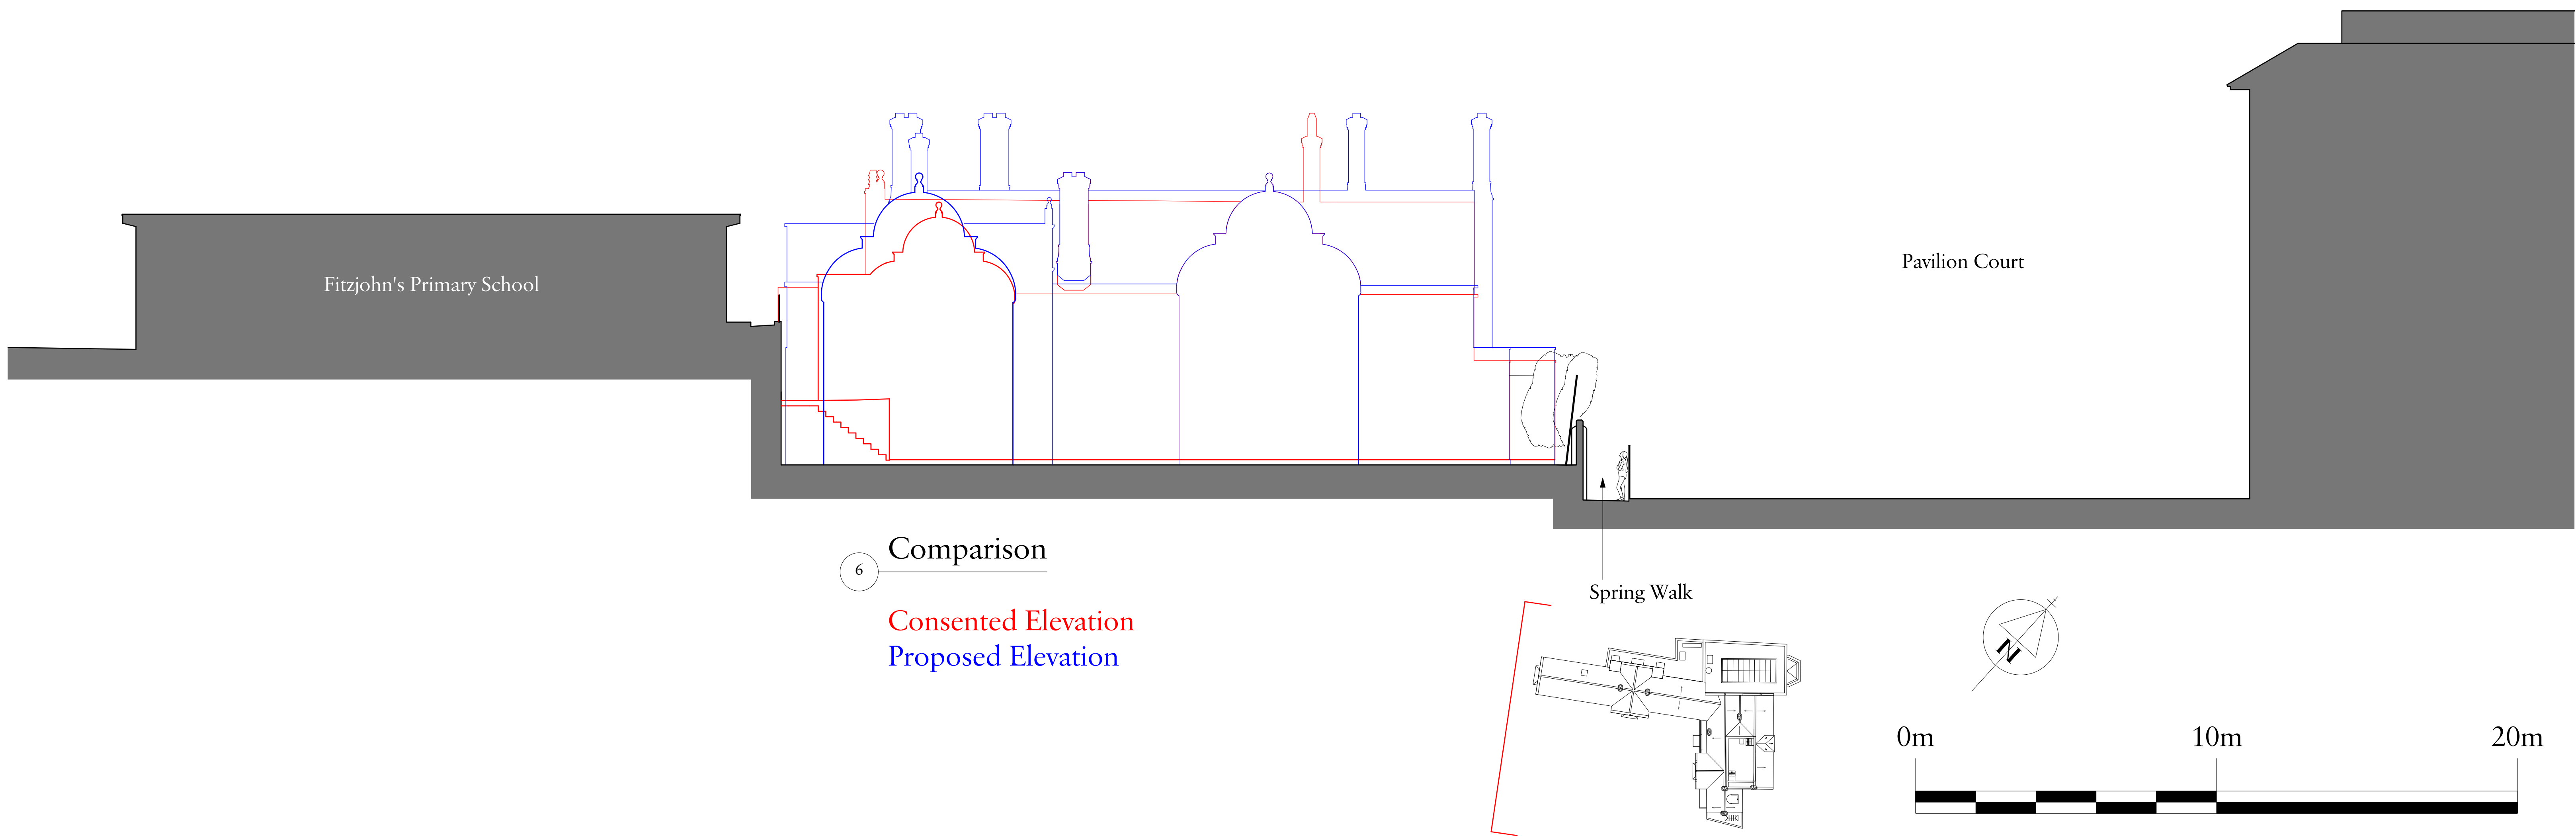 Fitzjohn's Primary School
Pavilion Court
Comparison
6
Consented Elevation
Proposed Elevation
Spring Walk
N
0m
10m
20m